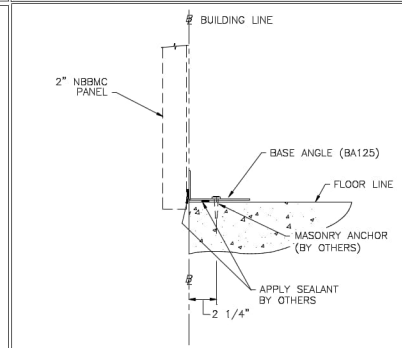 BUILDING LINE
2" NBBMC
PANEL
BASE ANGLE (BA125)
FLOOR LINE
MASONRY ANCHOR
(BY OTHERS)
APPLY SEALANT
BY OTHERS
2 1/4"